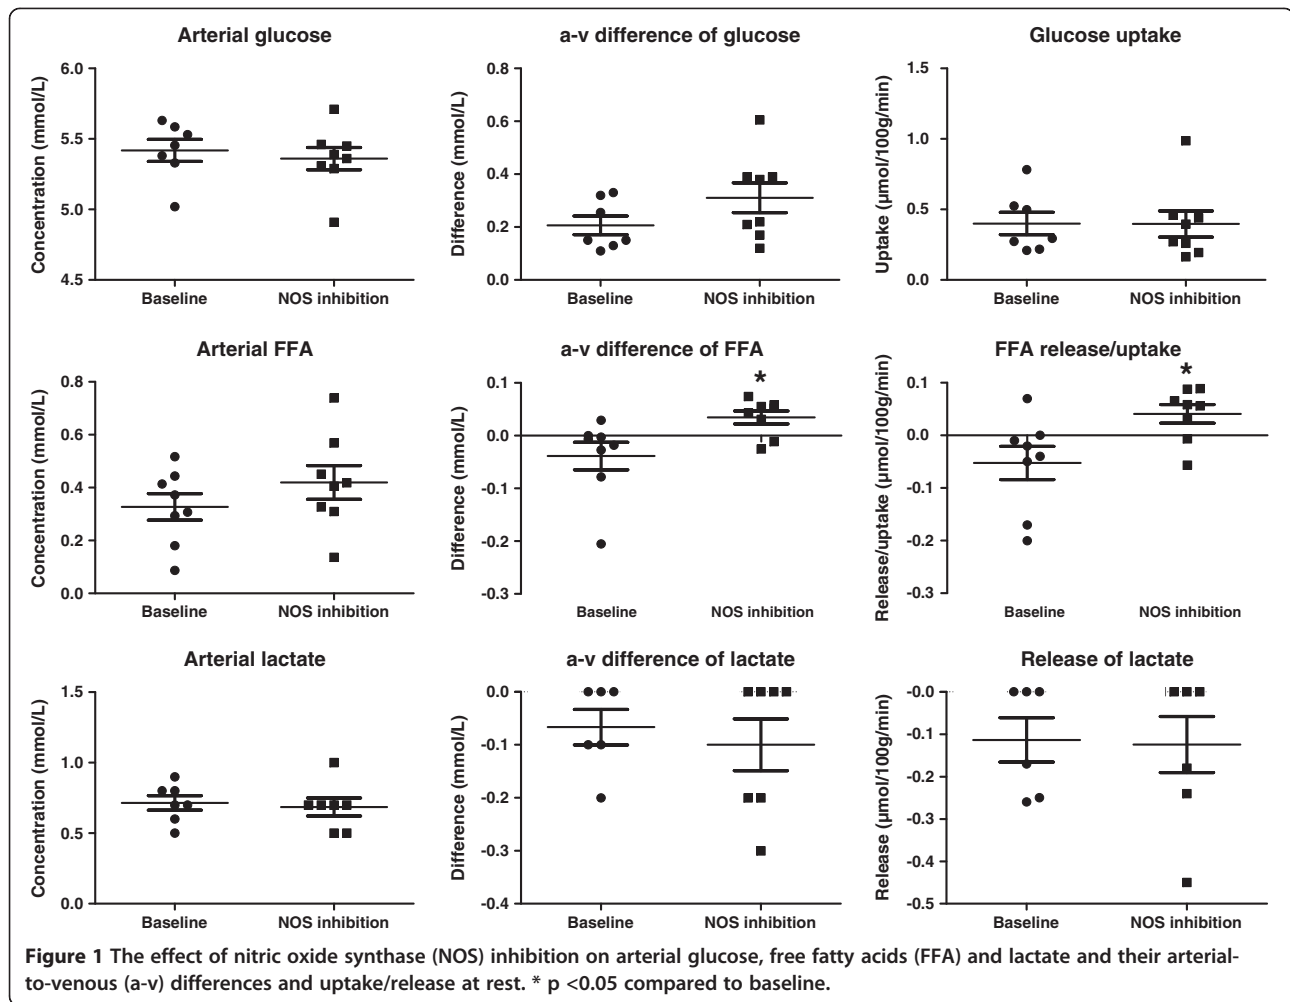 Arterial glucose
Concentration (mmol/L)
6.0
5.5
5.0
4.5
Baseline
NOS inhibition
a-v difference of glucose
Difference (mmol/L)
0.8
0.6
0.4
0.2
0.0
Baseline
NOS inhibition
Glucose uptake
Uptake (µmol/100g/min)
1.5
1.0
0.5
0.0
Baseline
NOS inhibition
Arterial FFA
Concentration (mmol/L)
0.8
0.6
0.4
0.2
0.0
Baseline
NOS inhibition
a-v difference of FFA
Difference (mmol/L)
0.1
0.0
-0.1
-0.2
-0.3
*
Baseline
NOS inhibition
FFA release/uptake
Release/uptake (µmol/100g/min)
0.1
0.0
-0.1
-0.2
-0.3
*
Baseline
NOS inhibition
Arterial lactate
Concentration (mmol/L)
1.5
1.0
0.5
0.0
Baseline
NOS inhibition
a-v difference of lactate
Difference (mmol/L)
0.0
-0.1
-0.2
-0.3
-0.4
Baseline
NOS inhibition
Release of lactate
Release (µmol/100g/min)
-0.0
-0.1
-0.2
-0.3
-0.4
-0.5
Baseline
NOS inhibition
Figure 1 The effect of nitric oxide synthase (NOS) inhibition on arterial glucose, free fatty acids (FFA) and lactate and their arterial-
to-venous (a-v) differences and uptake/release at rest. * p <0.05 compared to baseline.